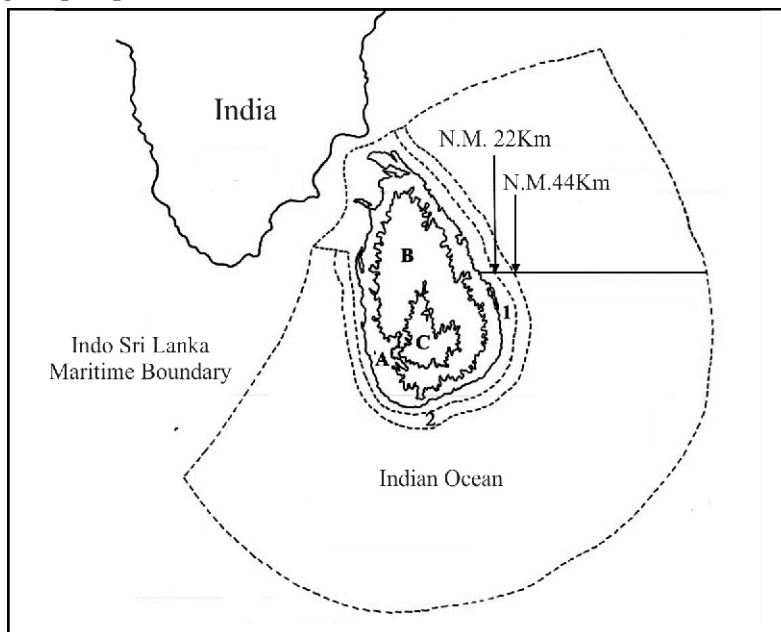 India
N.M. 22Km
N.M.44Km
B
1
C
A
Indo Sri Lanka
Maritime Boundary
2
Indian Ocean